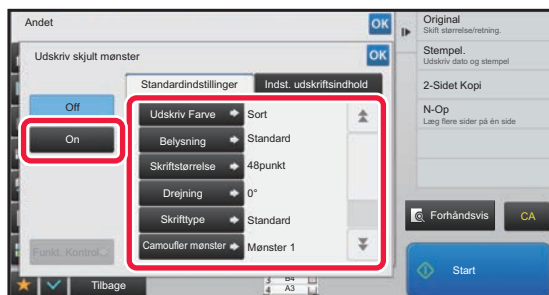 Andet
OK
Udskriv skjult mønster
OK
Standardindstillinger
Indst. udskriftsindhold
Off
On
Udskriv Farve
Sort
Belysning
Standard
Skriftstørrelse
48punkt
Drejning
0°
Skrifttype
Standard
Camoufler mønster
Mønster 1
Funkt. Kontrol
Tilbage
A3
Original
Skift størrelse/retning.
Stempel.
Udskriv dato og stempel
2-Sidet Kopi
N-Op
Læg flere sider på én side
Forhåndsvis
CA
Start